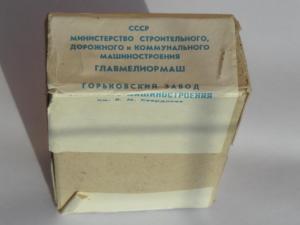 СССР
МИНИСТЕРСТВО СТРОИТЕЛЬНОГО,
ДОРОЖНОГО и КОММУНАЛЬНОГО
МАШИНОСТРОЕНИЯ
ГЛАВМЕЛИОРМАШ
ГОРЬКОВСКИЙ ЗАВОД
МАШИНОСТРОЕНИЯ